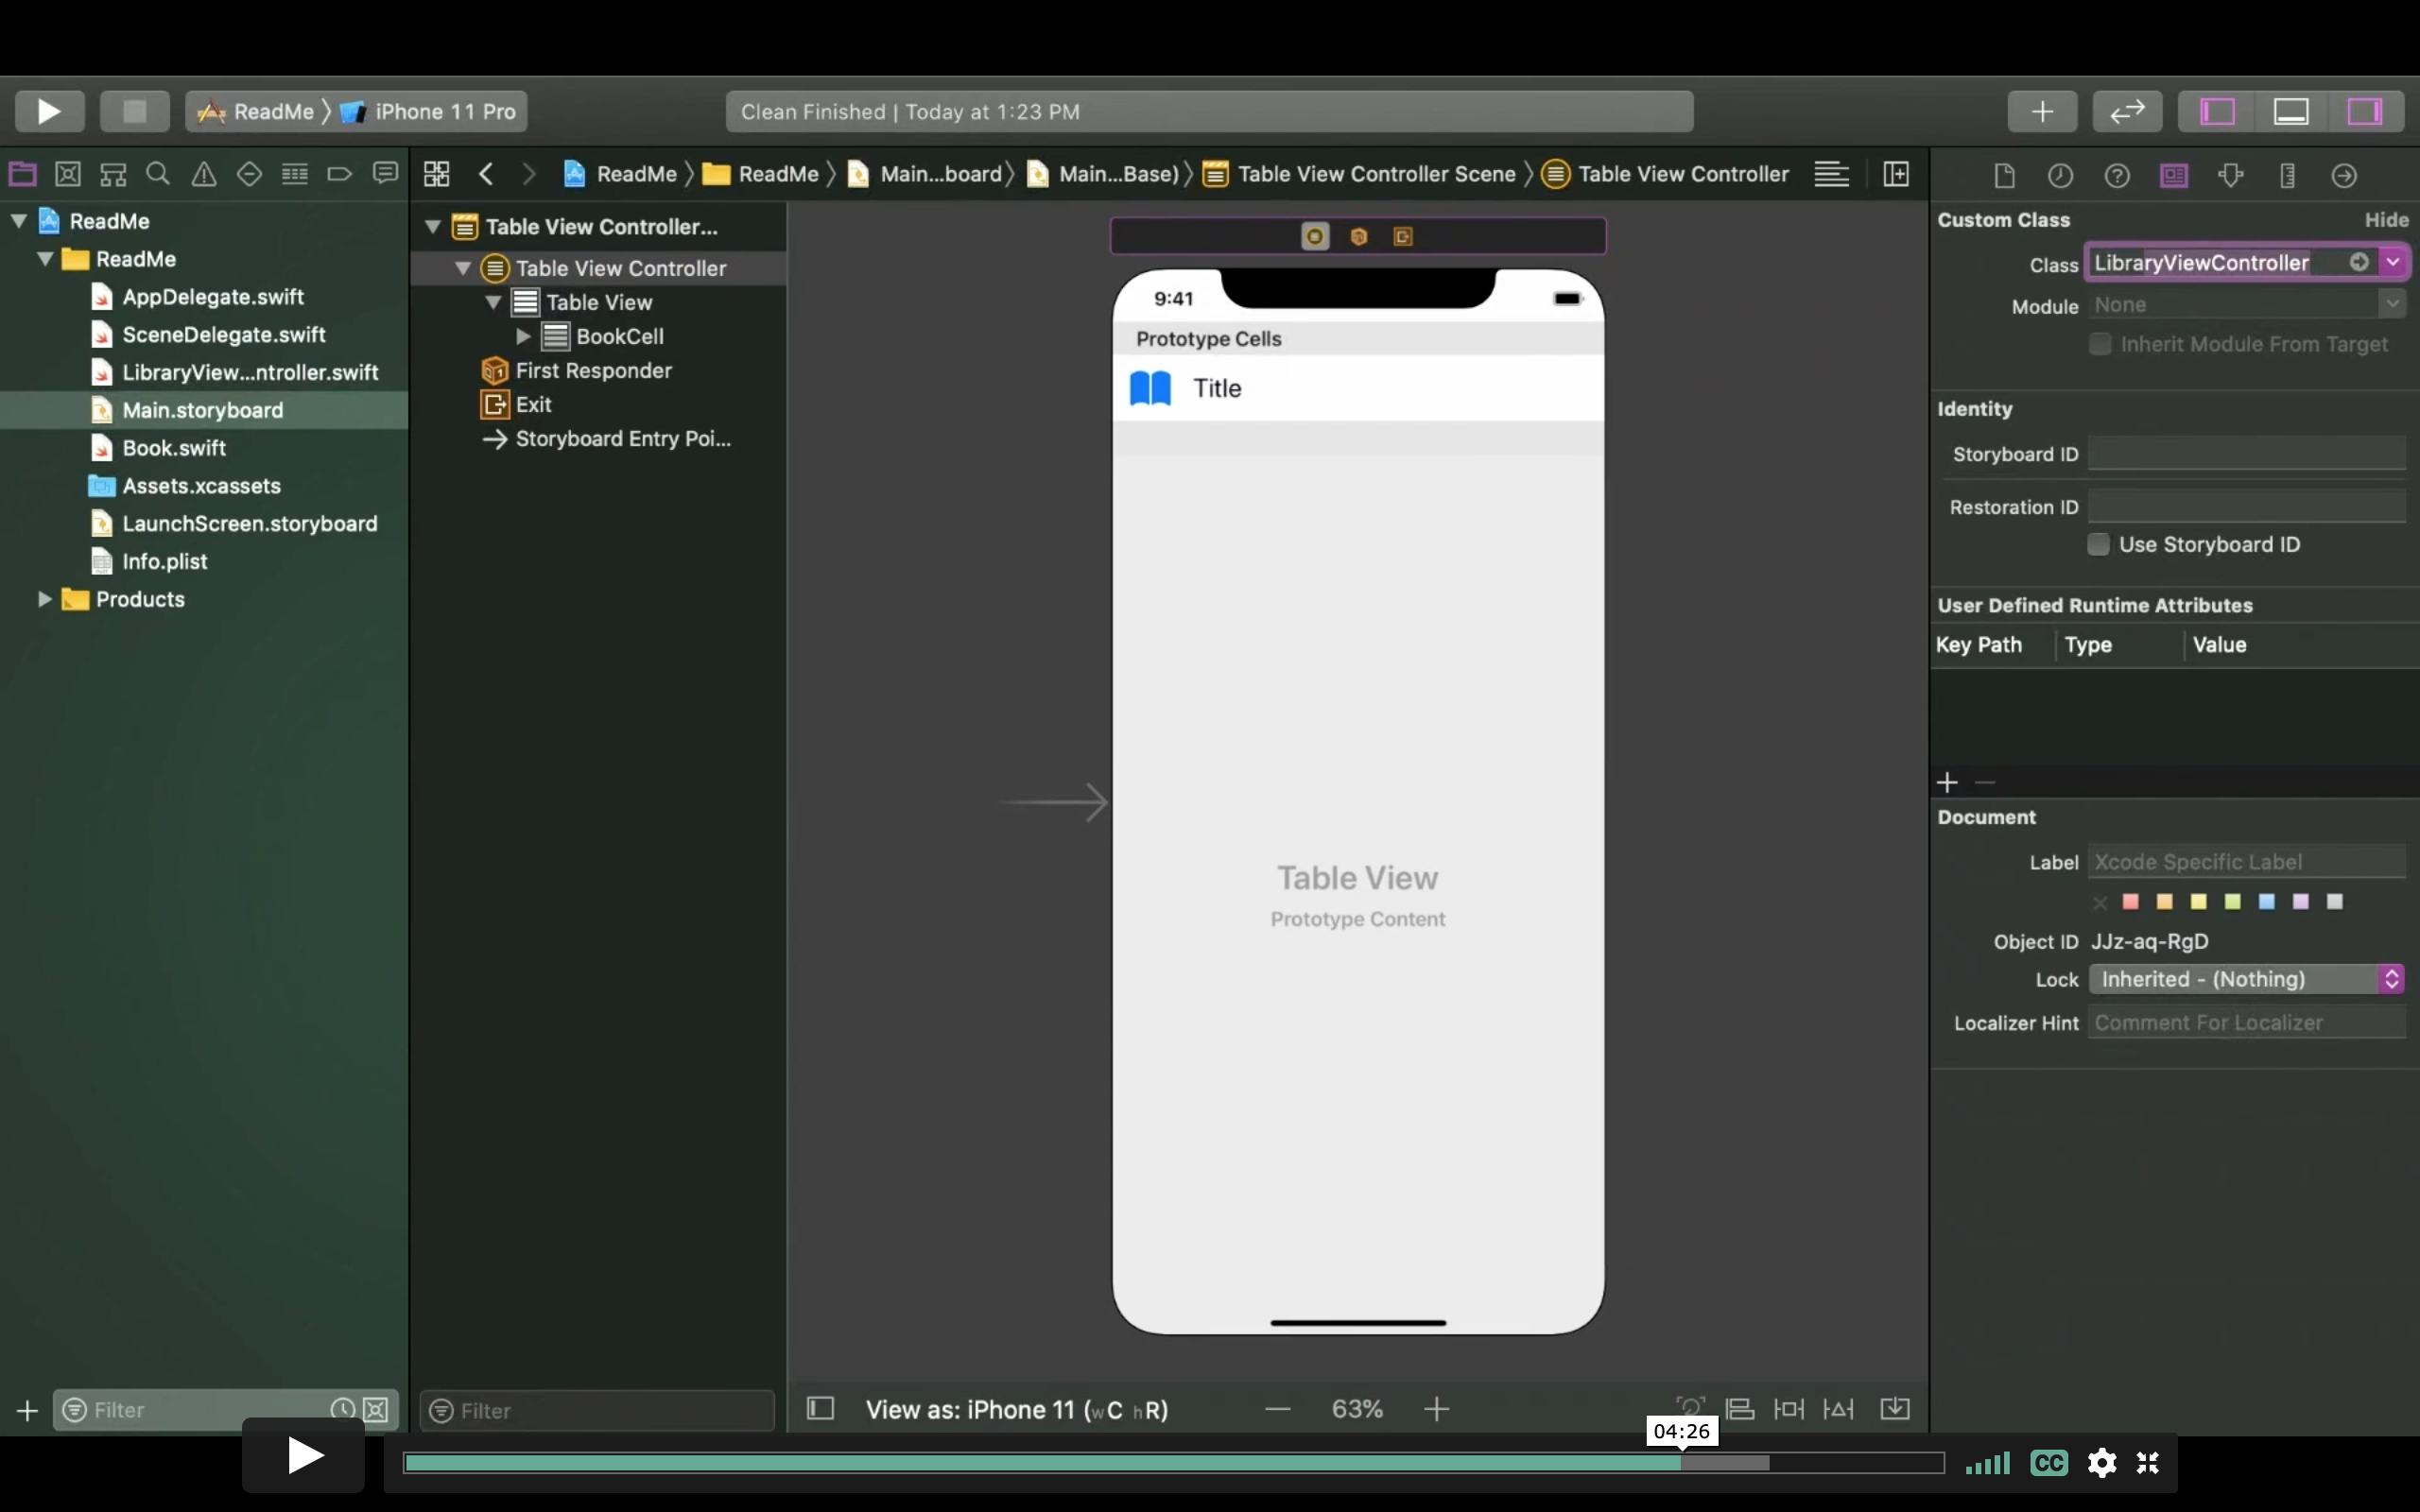 ReadMe 〉 iPhone 11 Pro
Clean Finished | Today at 1:23 PM
ReadMe 〉 ReadMe 〉 Main...board 〉 Main...Base) 〉 Table View Controller Scene 〉 Table View Controller
ReadMe
ReadMe
AppDelegate.swift
SceneDelegate.swift
LibraryView...ntroller.swift
Main.storyboard
Book.swift
Assets.xcassets
LaunchScreen.storyboard
Info.plist
Products
Filter
Table View Controller...
Table View Controller
Table View
BookCell
First Responder
Exit
Storyboard Entry Poi...
Filter
9:41
Prototype Cells
Title
Table View
Prototype Content
View as: iPhone 11 (wC hR)
63%
Custom Class
Hide
Class LibraryViewController
Module None
Inherit Module From Target
Identity
Storyboard ID
Restoration ID
Use Storyboard ID
User Defined Runtime Attributes
Key Path Type Value
Document
Label Xcode Specific Label
Object ID JJz-aq-RgD
Lock Inherited - (Nothing)
Localizer Hint Comment For Localizer
04:26
CC